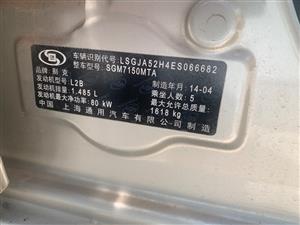 车辆识别代号: LSGJA52H4ES066682
整车型号: SGM7150MTA
品牌: 别克
制造年月: 14-04
发动机型号: L2B
乘坐人数: 5
发动机排量: 1.485 L
最大允许总质量:
发动机最大净功率: 80 kW
1618 kg
中国 上海通用汽车有限公司 制造